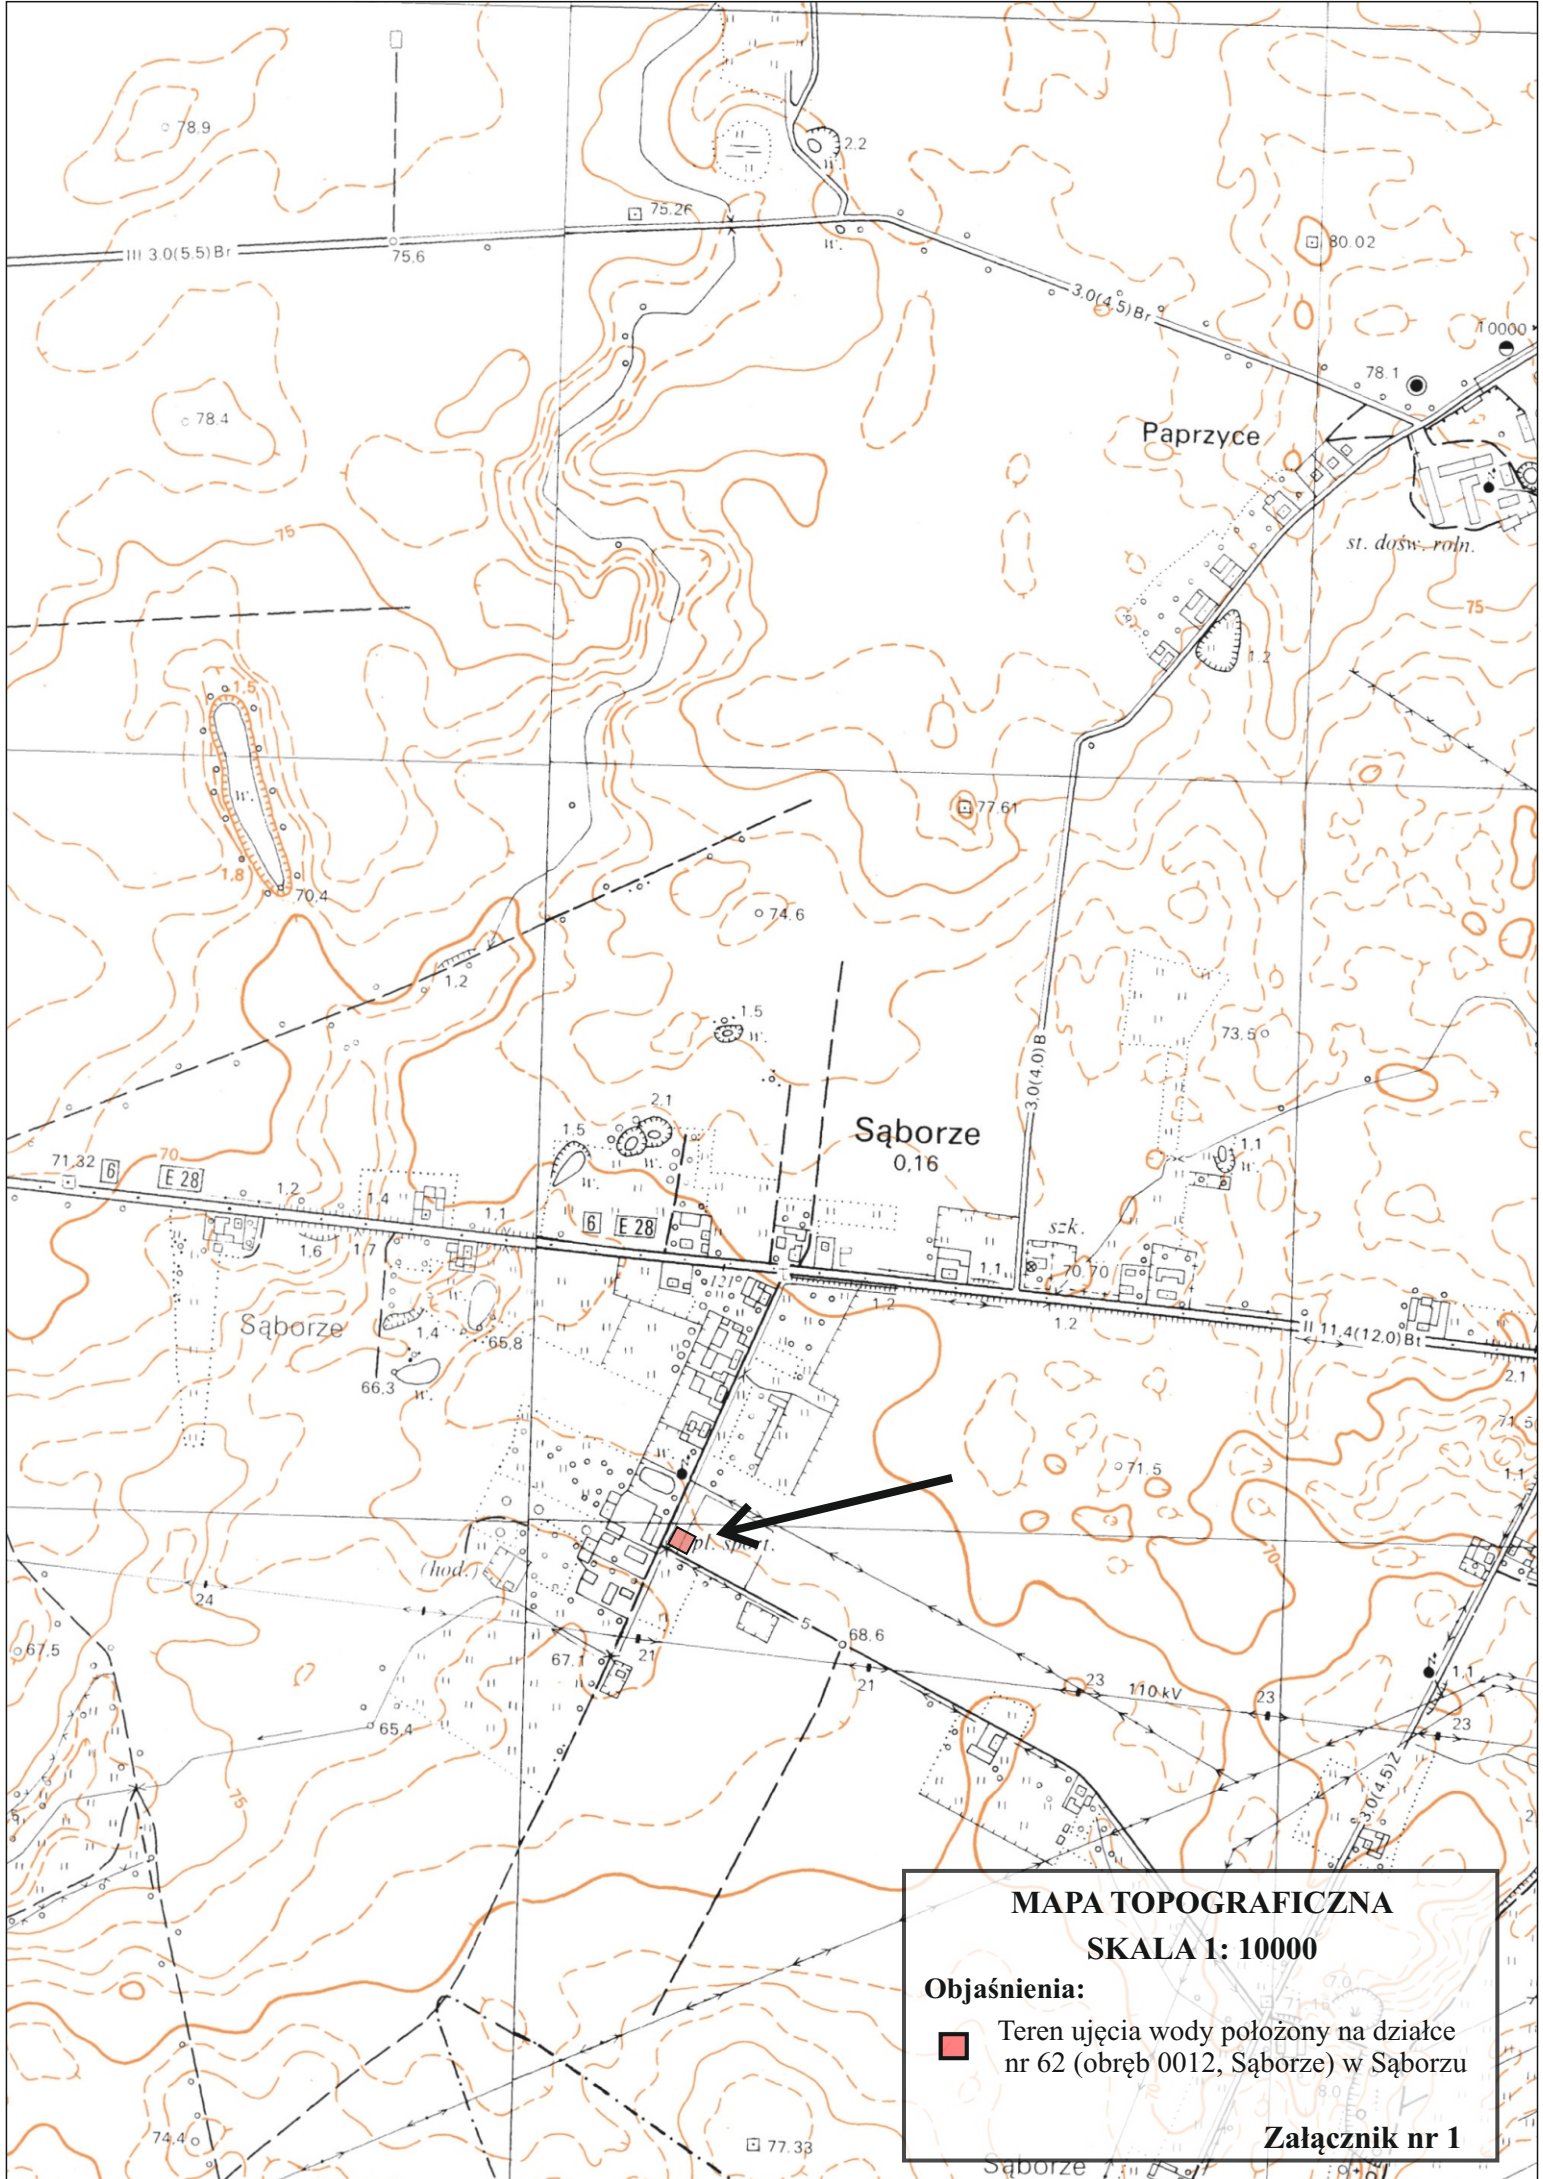 78.9
2.2
W.
75.26
W.
III 3.0(5.5)Br
75,6
80.02
3.0(4,5)Br
10000
78.1
78.4
Paprzyce
75
st. dośw. roln.
75
1.2
1,5
W.
77.61
1,8
70.4
74.6
1,2
1.5
W.
73,5
3,0(4.0)B
2.1
1.5
W.
W.
Sąborze
0,16
1.1
W.
71.32
6
E 28
70
1.2
1.4
1,1
6
E 28
szk.
1.6
1,7
121
1.1
70,70
1.2
1.2
II 11,4(12.0)Bt
Sąborze
W.
1.4
65,8
66,3
W.
2.1
71.5
71.5
1.1
W.
pl. sport.
70
(hod.)
24
5
68,6
67,5
67,1
21
21
23
110 kV
23
1.1
23
65,4
75
3.0(4,5)Z
MAPA TOPOGRAFICZNA
SKALA 1: 10000
Objaśnienia:
Teren ujęcia wody położony na działce
nr 62 (obręb 0012, Sąborze) w Sąborzu
Załącznik nr 1
74,4
77.33
Sąborze